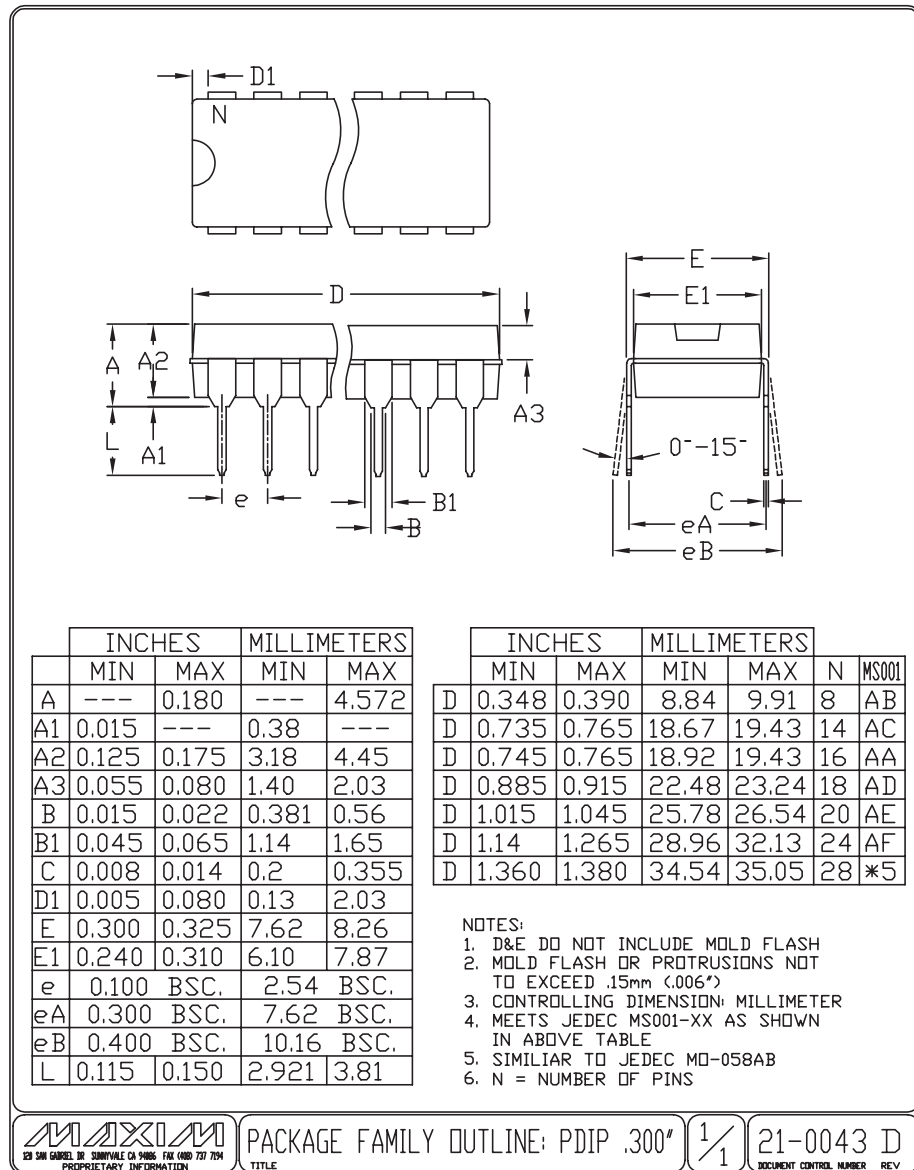 D1
N
E
E1
D
A
A2
A3
L
A1
0°-15°
e
B1
B
C
eA
eB
INCHES MILLIMETERS
MIN MAX MIN MAX
A --- 0.180 --- 4.572
A1 0.015 --- 0.38 ---
A2 0.125 0.175 3.18 4.45
A3 0.055 0.080 1.40 2.03
B 0.015 0.022 0.381 0.56
B1 0.045 0.065 1.14 1.65
C 0.008 0.014 0.2 0.355
D1 0.005 0.080 0.13 2.03
E 0.300 0.325 7.62 8.26
E1 0.240 0.310 6.10 7.87
e 0.100 BSC. 2.54 BSC.
eA 0.300 BSC. 7.62 BSC.
eB 0.400 BSC. 10.16 BSC.
L 0.115 0.150 2.921 3.81
INCHES MILLIMETERS
MIN MAX MIN MAX N MS001
D 0.348 0.390 8.84 9.91 8 AB
D 0.735 0.765 18.67 19.43 14 AC
D 0.745 0.765 18.92 19.43 16 AA
D 0.885 0.915 22.48 23.24 18 AD
D 1.015 1.045 25.78 26.54 20 AE
D 1.14 1.265 28.96 32.13 24 AF
D 1.360 1.380 34.54 35.05 28 *5
NOTES:
1. D&E DO NOT INCLUDE MOLD FLASH
2. MOLD FLASH OR PROTRUSIONS NOT
TO EXCEED .15mm (.006")
3. CONTROLLING DIMENSION: MILLIMETER
4. MEETS JEDEC MS001-XX AS SHOWN
IN ABOVE TABLE
5. SIMILIAR TO JEDEC MO-058AB
6. N = NUMBER OF PINS
MAXIM
120 SAN GABRIEL DR SUNNYVALE CA 94086 FAX (408) 737 7194
PROPRIETARY INFORMATION
PACKAGE FAMILY OUTLINE: PDIP .300"
TITLE
1/1
21-0043 D
DOCUMENT CONTROL NUMBER REV